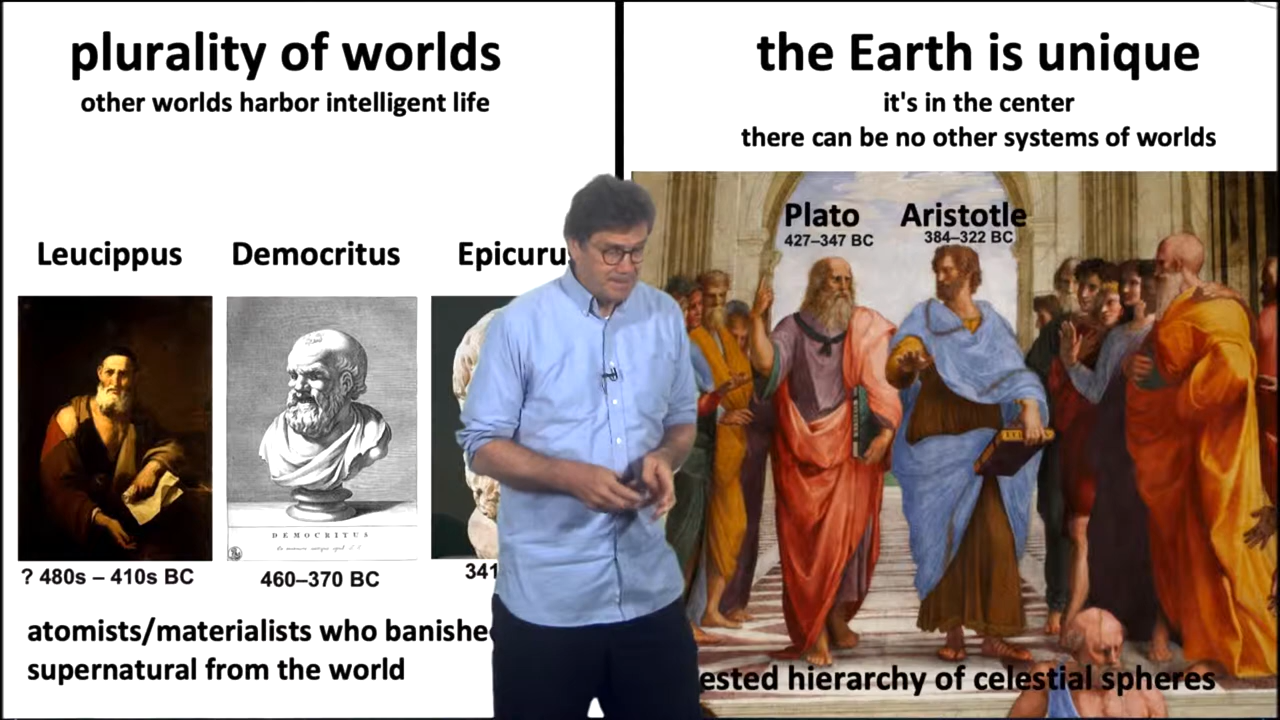 plurality of worlds
other worlds harbor intelligent life
Leucippus
Democritus
Epicuru
DEMOCRITUS
? 480s – 410s BC
460–370 BC
341
atomists/materialists who banishe
supernatural from the world
the Earth is unique
it's in the center
there can be no other systems of worlds
Plato
Aristotle
427–347 BC
384–322 BC
ested hierarchy of celestial spheres